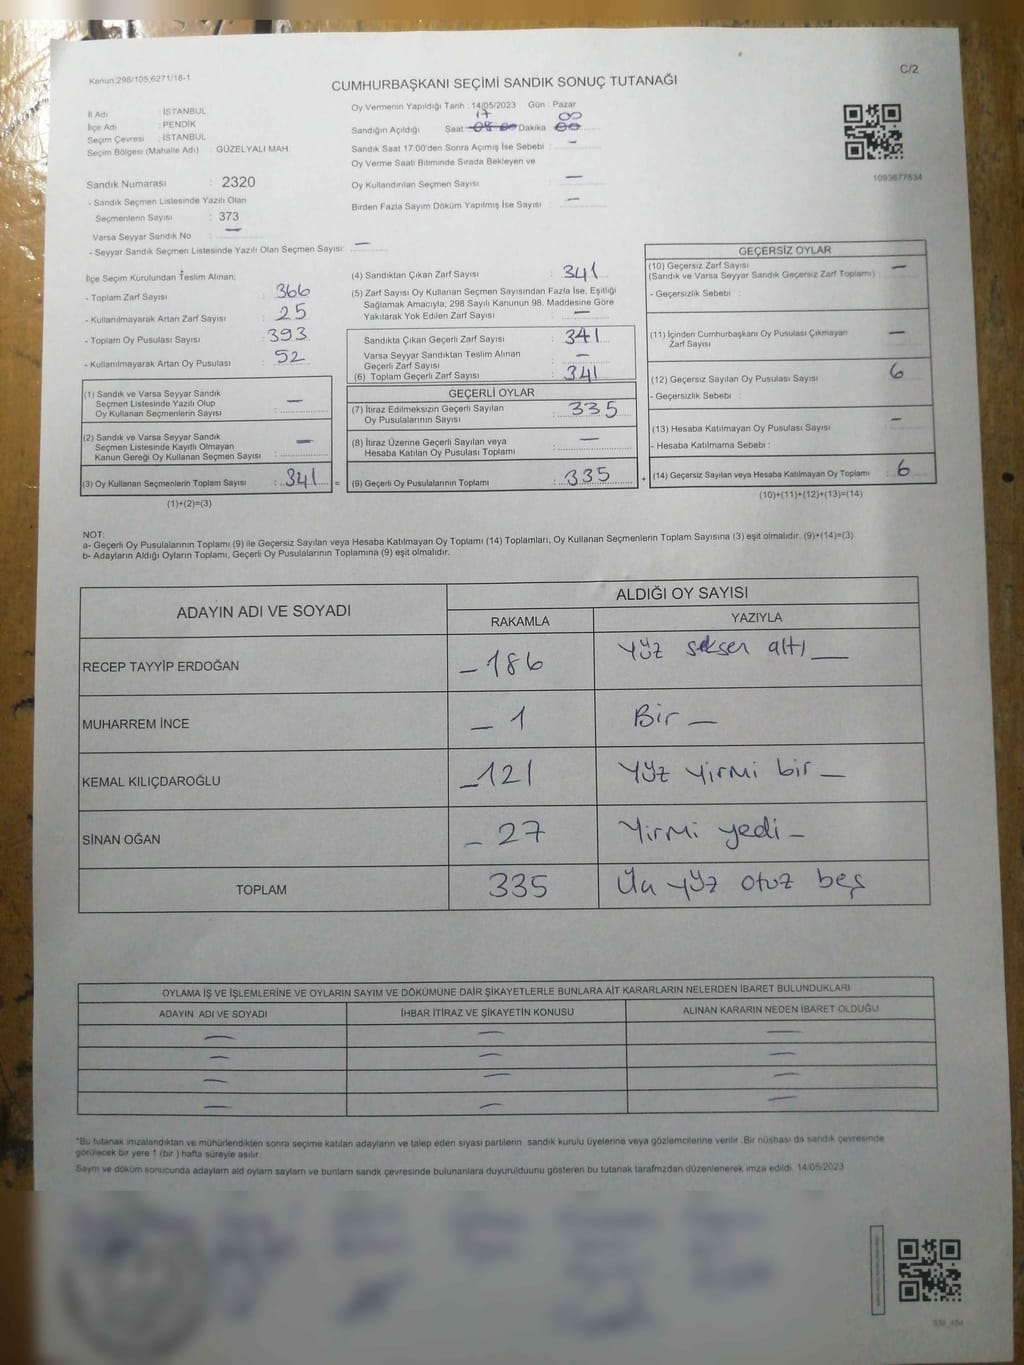 Kanun:298/105,6271/18-1
C/2
CUMHURBAŞKANI SEÇİMİ SANDIK SONUÇ TUTANAĞI
İl Adı : İSTANBUL
İlçe Adı : PENDİK
Seçim Çevresi : İSTANBUL
Seçim Bölgesi (Mahalle Adı) : GÜZELYALI MAH.
Sandık Numarası : 2320
- Sandık Seçmen Listesinde Yazılı Olan
Seçmenlerin Sayısı : 373
Varsa Seyyar Sandık No : —
- Seyyar Sandık Seçmen Listesinde Yazılı Olan Seçmen Sayısı: —
Oy Vermenin Yapıldığı Tarih : 14/05/2023 Gün : Pazar
17 00
Sandığın Açıldığı Saat Dakika
Sandık Saat 17:00'den Sonra Açımış İse Sebebi : —
Oy Verme Saati Bitiminde Sırada Bekleyen ve
Oy Kullandırılan Seçmen Sayısı —
Birden Fazla Sayım Döküm Yapılmış İse Sayısı : —
1093677534
İlçe Seçim Kurulundan Teslim Alınan;
- Toplam Zarf Sayısı : 366
- Kullanılmayarak Artan Zarf Sayısı : 25
- Toplam Oy Pusulası Sayısı : 393
- Kullanılmayarak Artan Oy Pusulası : 52
(1) Sandık ve Varsa Seyyar Sandık
Seçmen Listesinde Yazılı Olup
Oy Kullanan Seçmenlerin Sayısı : —
(2) Sandık ve Varsa Seyyar Sandık
Seçmen Listesinde Kayıtlı Olmayan
Kanun Gereği Oy Kullanan Seçmen Sayısı : —
(3) Oy Kullanan Seçmenlerin Toplam Sayısı : 341 =
(1)+(2)=(3)
(4) Sandıktan Çıkan Zarf Sayısı : 341
(5) Zarf Sayısı Oy Kullanan Seçmen Sayısından Fazla İse, Eşitliği
Sağlamak Amacıyla; 298 Sayılı Kanunun 98. Maddesine Göre
Yakılarak Yok Edilen Zarf Sayısı : —
Sandıkta Çıkan Geçerli Zarf Sayısı : 341
Varsa Seyyar Sandıktan Teslim Alınan
Geçerli Zarf Sayısı : —
(6) Toplam Geçerli Zarf Sayısı : 341
GEÇERLİ OYLAR
(7) İtiraz Edilmeksizin Geçerli Sayılan
Oy Pusulasının Sayısı : 335
(8) İtiraz Üzerine Geçerli Sayılan veya
Hesaba Katılan Oy Pusulası Toplamı : —
(9) Geçerli Oy Pusulalarının Toplamı : 335 +
GEÇERSİZ OYLAR
(10) Geçersiz Zarf Sayısı : —
(Sandık ve Varsa Seyyar Sandık Geçersiz Zarf Toplamı)
- Geçersizlik Sebebi :
(11) İçinden Cumhurbaşkanı Oy Pusulası Çıkmayan
Zarf Sayısı : —
(12) Geçersiz Sayılan Oy Pusulası Sayısı : 6
- Geçersizlik Sebebi :
(13) Hesaba Katılmayan Oy Pusulası Sayısı : —
- Hesaba Katılmama Sebebi :
(14) Geçersiz Sayılan veya Hesaba Katılmayan Oy Toplamı : 6
(10)+(11)+(12)+(13)=(14)
NOT:
a- Geçerli Oy Pusulalarının Toplamı (9) ile Geçersiz Sayılan veya Hesaba Katılmayan Oy Toplamı (14) Toplamları, Oy Kullanan Seçmenlerin Toplam Sayısına (3) eşit olmalıdır. (9)+(14)=(3)
b- Adayların Aldığı Oyların Toplamı, Geçerli Oy Pusulalarının Toplamına (9) eşit olmalıdır.
ADAYIN ADI VE SOYADI
ALDIĞI OY SAYISI
RAKAMLA YAZIYLA
RECEP TAYYİP ERDOĞAN – 186 Yüz seksen altı —
MUHARREM İNCE – 1 Bir —
KEMAL KILIÇDAROĞLU – 121 Yüz yirmi bir —
SİNAN OĞAN – 27 Yirmi yedi –
TOPLAM 335 Üç yüz otuz beş
OYLAMA İŞ VE İŞLEMLERİNE VE OYLARIN SAYIM VE DÖKÜMÜNE DAİR ŞİKAYETLERLE BUNLARA AİT KARARLARIN NELERDEN İBARET BULUNDUKLARI
ADAYIN ADI VE SOYADI İHBAR İTİRAZ VE ŞİKAYETİN KONUSU ALINAN KARARIN NEDEN İBARET OLDUĞU
— — —
— — —
— — —
— — —
"Bu tutanak imzalandıktan ve mühürlendikten sonra seçime katılan adayların ve talep eden siyasi partilerin sandık kurulu üyelerine veya gözlemcilerine verilir. Bir nüshası da sandık çevresinde
görülecek bir yere 1 (bir ) hafta süreyle asılır.
Sayım ve döküm sonucunda adaylarn ald oylarn saylarn ve bunlarn sandk çevresinde bulunanlara duyurulduunu gösteren bu tutanak tarafmzdan düzenlenerek imza edildi. 14/05/2023